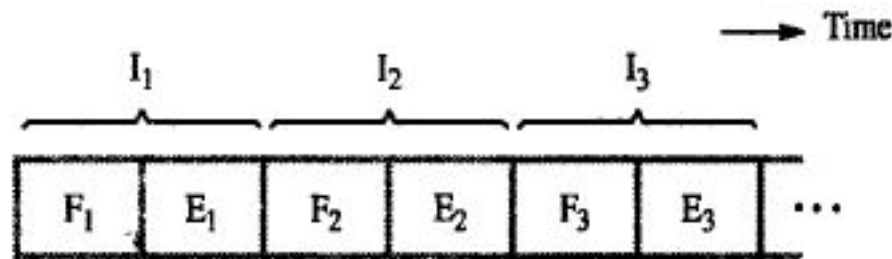 Time
I₁ I₂ I₃
F₁ E₁ F₂ E₂ F₃ E₃ ...